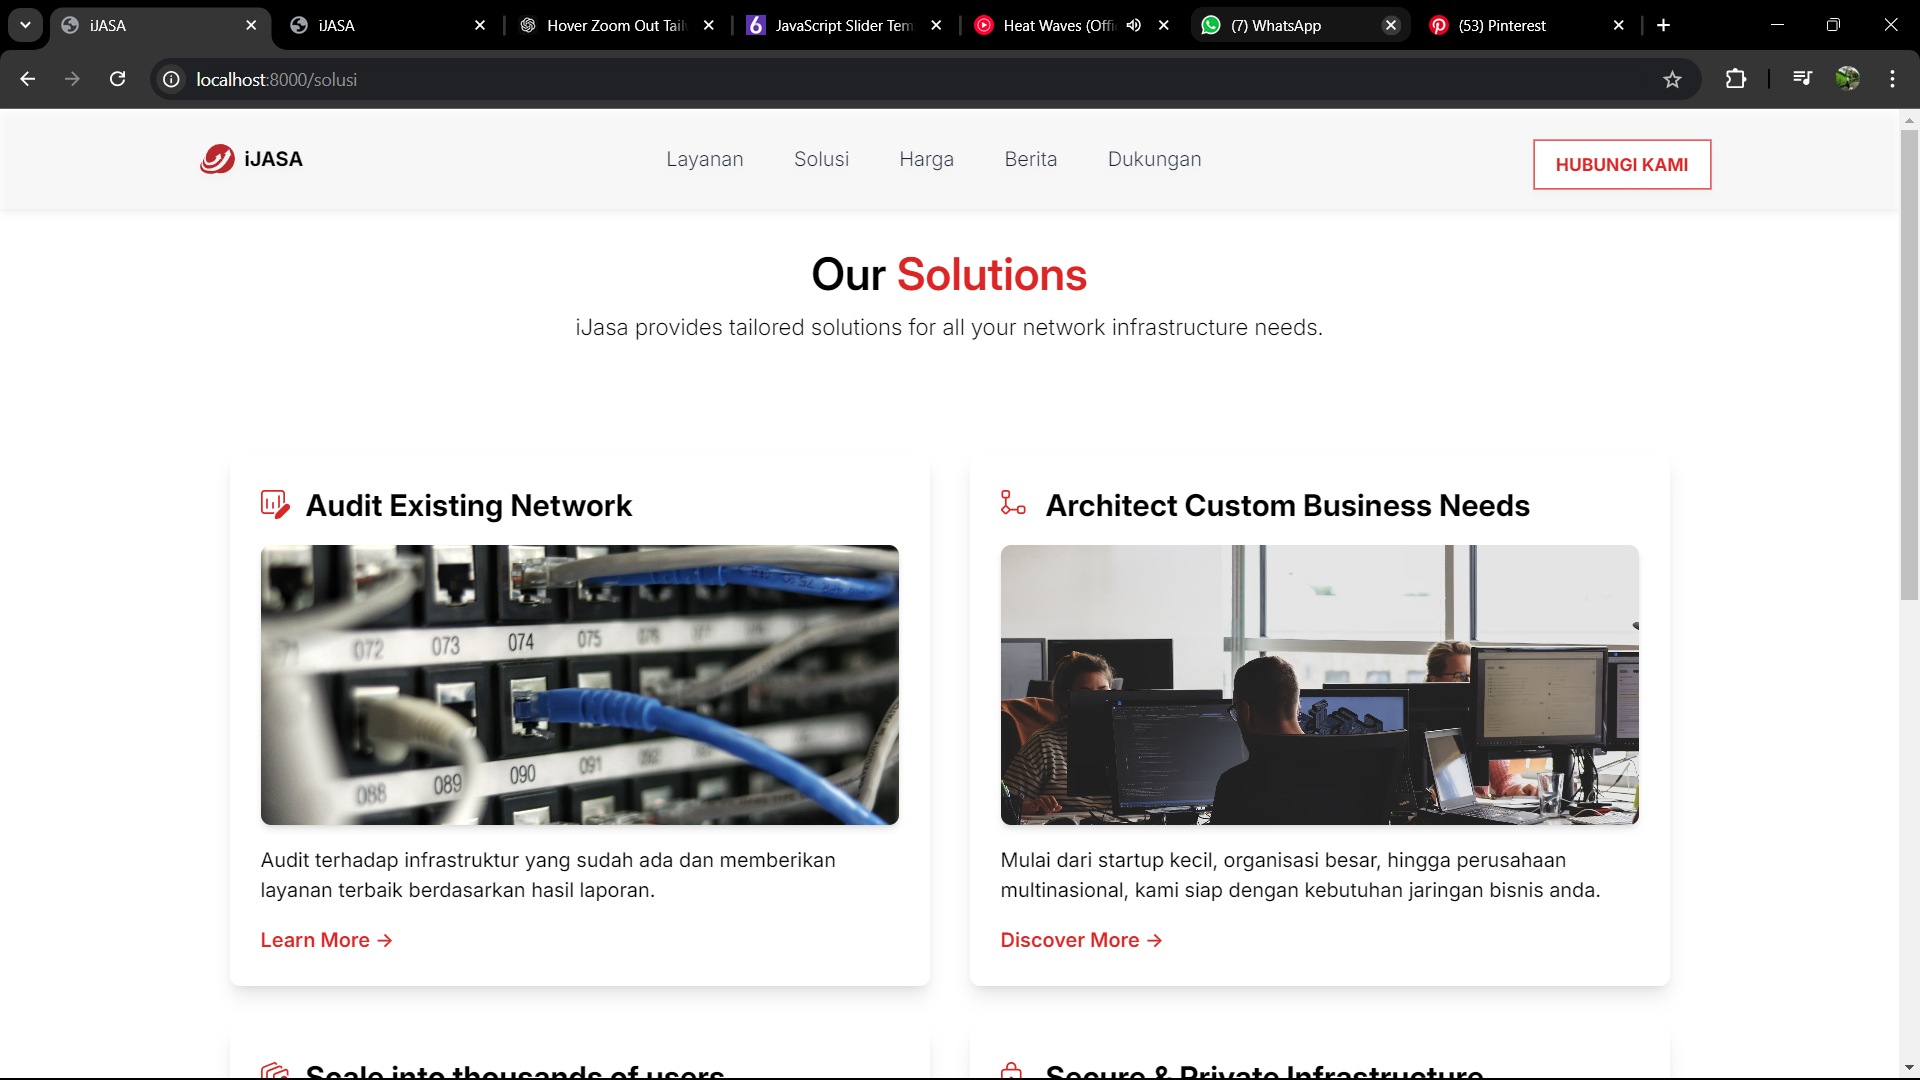 iJASA
iJASA
Hover Zoom Out Tail
JavaScript Slider Tem
Heat Waves (Offi
(7) WhatsApp
(53) Pinterest
localhost:8000/solusi
iJASA
Layanan
Solusi
Harga
Berita
Dukungan
HUBUNGI KAMI
Our Solutions
iJasa provides tailored solutions for all your network infrastructure needs.
Audit Existing Network
072
073
074
075
076
088
089
090
091
092
Audit terhadap infrastruktur yang sudah ada dan memberikan
layanan terbaik berdasarkan hasil laporan.
Learn More →
Architect Custom Business Needs
Mulai dari startup kecil, organisasi besar, hingga perusahaan
multinasional, kami siap dengan kebutuhan jaringan bisnis anda.
Discover More →
Scale into thousands of users
Secure & Private Infrastructure